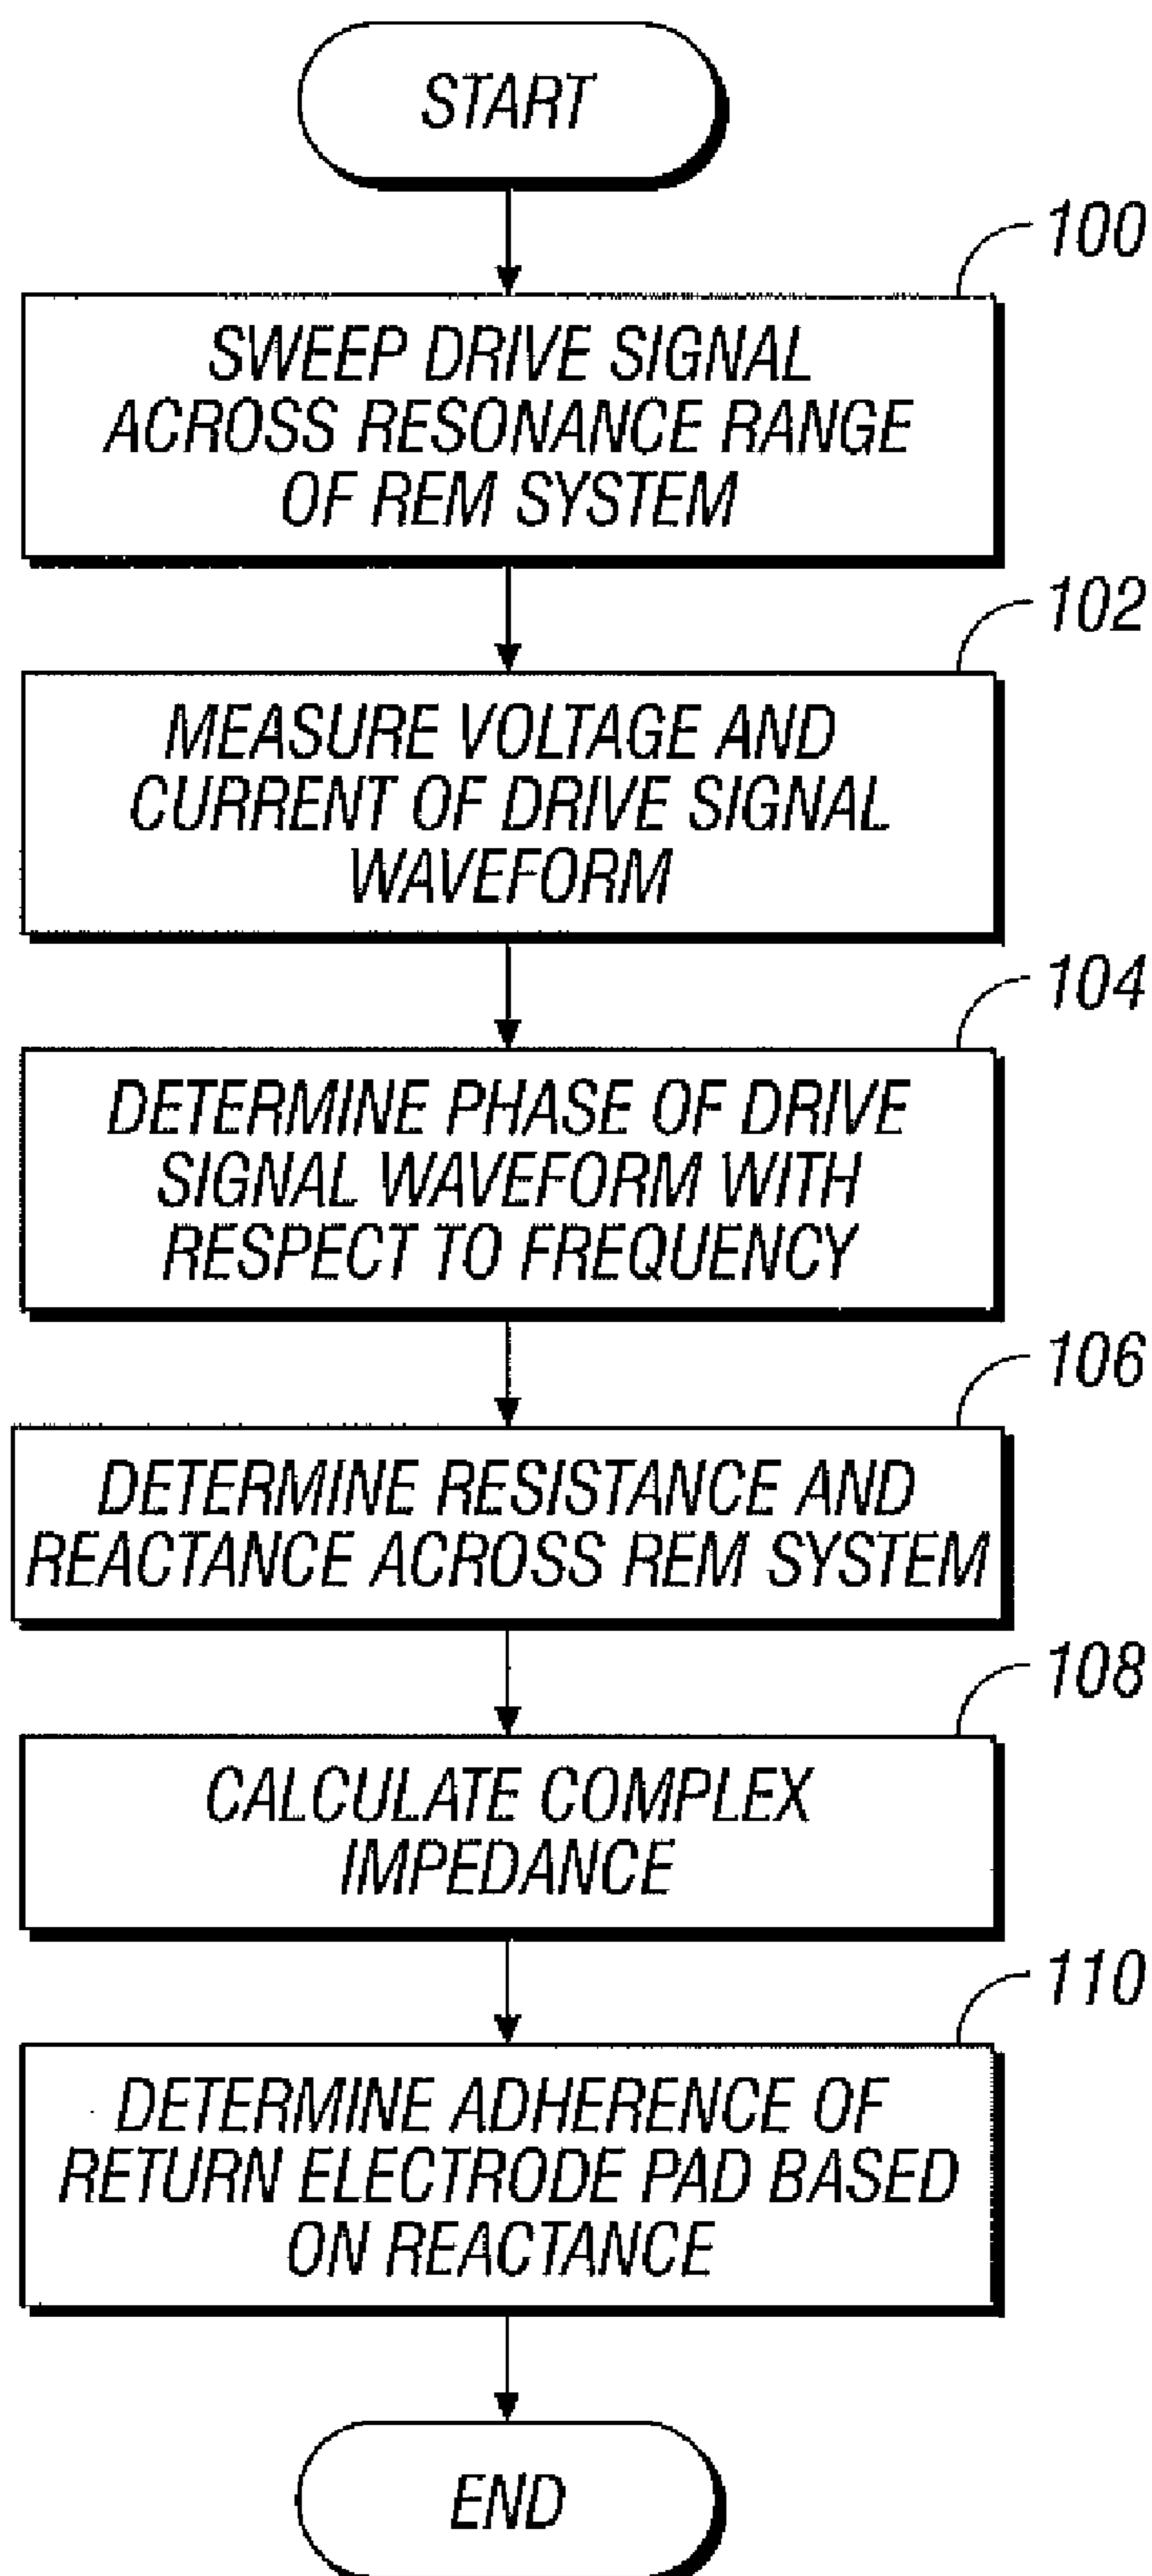 START
100
SWEEP DRIVE SIGNAL
ACROSS RESONANCE RANGE
OF REM SYSTEM
102
MEASURE VOLTAGE AND
CURRENT OF DRIVE SIGNAL
WAVEFORM
104
DETERMINE PHASE OF DRIVE
SIGNAL WAVEFORM WITH
RESPECT TO FREQUENCY
106
DETERMINE RESISTANCE AND
REACTANCE ACROSS REM SYSTEM
108
CALCULATE COMPLEX
IMPEDANCE
110
DETERMINE ADHERENCE OF
RETURN ELECTRODE PAD BASED
ON REACTANCE
END